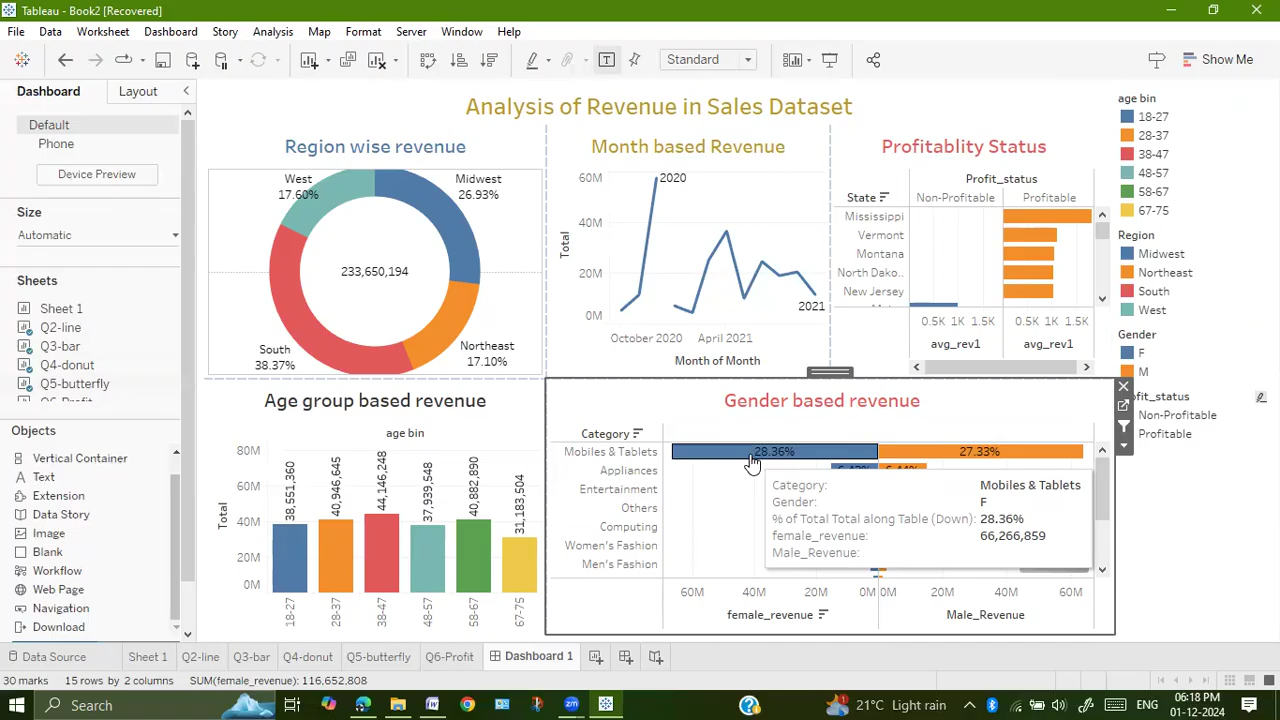 Tableau - Book2 [Recovered]
File Data Worksheet Dashboard Story Analysis Map Format Server Window Help
Standard
Show Me
Dashboard Layout
Default
Phone
Device Preview
Size
Automatic
Sheets
Sheet 1
Q2-line
Q3-bar
Q4-donut
Q5-butterfly
Q6-Profit
Objects
Vertical Container
Text
Extension
Data Story
Image
Blank
Workflow
Web Page
Navigation
Download
Analysis of Revenue in Sales Dataset
Region wise revenue
West
17.60%
Midwest
26.93%
233,650,194
South
38.37%
Northeast
17.10%
Month based Revenue
60M
40M
20M
0M
Total
2020
2021
October 2020 April 2021
Month of Month
Profitablity Status
Profit_status
State Non-Profitable Profitable
Mississippi
Vermont
Montana
North Dako..
New Jersey
0.5K 1K 1.5K 0.5K 1K 1.5K
avg_rev1 avg_rev1
Age group based revenue
age bin
80M
60M
40M
20M
0M
Total
38,551,360
40,946,645
44,146,248
37,939,548
40,882,890
31,183,504
18-27
28-37
38-47
48-57
58-67
67-75
Gender based revenue
Category
Mobiles & Tablets 28.36% 27.33%
Appliances
Entertainment
Others
Computing
Women's Fashion
Men's Fashion
Category: Mobiles & Tablets
Gender: F
% of Total Total along Table (Down): 28.36%
female_revenue: 66,266,859
Male_Revenue:
60M 40M 20M 0M 20M 40M 60M
female_revenue Male_Revenue
age bin
18-27
28-37
38-47
48-57
58-67
67-75
Region
Midwest
Northeast
South
West
Gender
F
M
Non-Profitable
Profitable
Data Source Sheet 1 Q2-line Q3-bar Q4-donut Q5-butterfly Q6-Profit Dashboard 1
30 marks 15 rows by 2 columns SUM(female_revenue): 116,652,808
Search
21°C Light rain
ENG
06:18 PM
01-12-2024